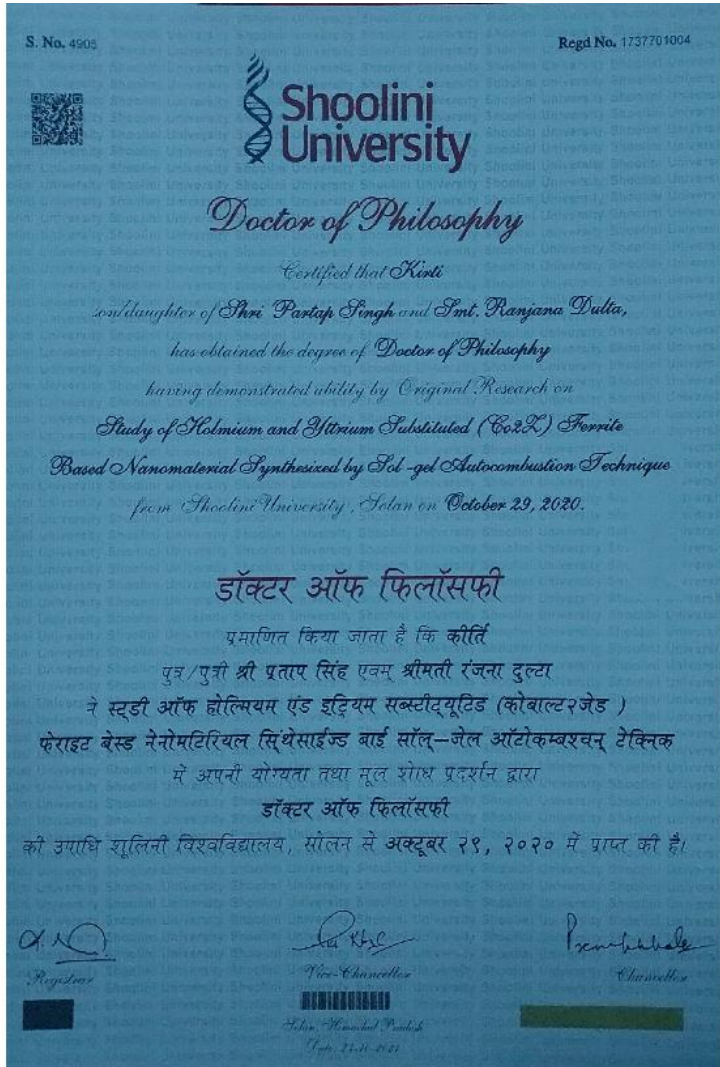 S. No. 4905
Regd No. 1737701004
Shoolini
University
Doctor of Philosophy
Certified that Kirti
son/daughter of Shri Partap Singh and Smt. Ranjana Dulta,
has obtained the degree of Doctor of Philosophy
having demonstrated ability by Original Research on
Study of Holmium and Yttrium Substituted (Co2Z) Ferrite
Based Nanomaterial Synthesized by Sol-gel Autocombustion Technique
from Shoolini University, Solan on October 29, 2020.
डॉक्टर ऑफ फिलॉसफी
प्रमाणित किया जाता है कि कीर्ति
पुत्र/पुत्री श्री प्रताप सिंह एवम् श्रीमती रंजना दुल्टा
ने स्टडी ऑफ होल्मियम एंड इट्रियम सब्स्टीट्यूटिड (कोबाल्ट२जेड )
फेराइट बेस्ड नेनोमटिरियल सिंथेसाईज्ड बाई सॉल्-जेल ऑटोकम्बश्चन् टेक्निक
में अपनी योग्यता तथा मूल शोध प्रदर्शन द्वारा
डॉक्टर ऑफ फिलॉसफी
की उपाधि शूलिनी विश्वविद्यालय, सोलन से अक्टूबर २९, २०२० में प्राप्त की है।
Registrar
Vice-Chancellor
Chancellor
Solan, Himachal Pradesh
Date: